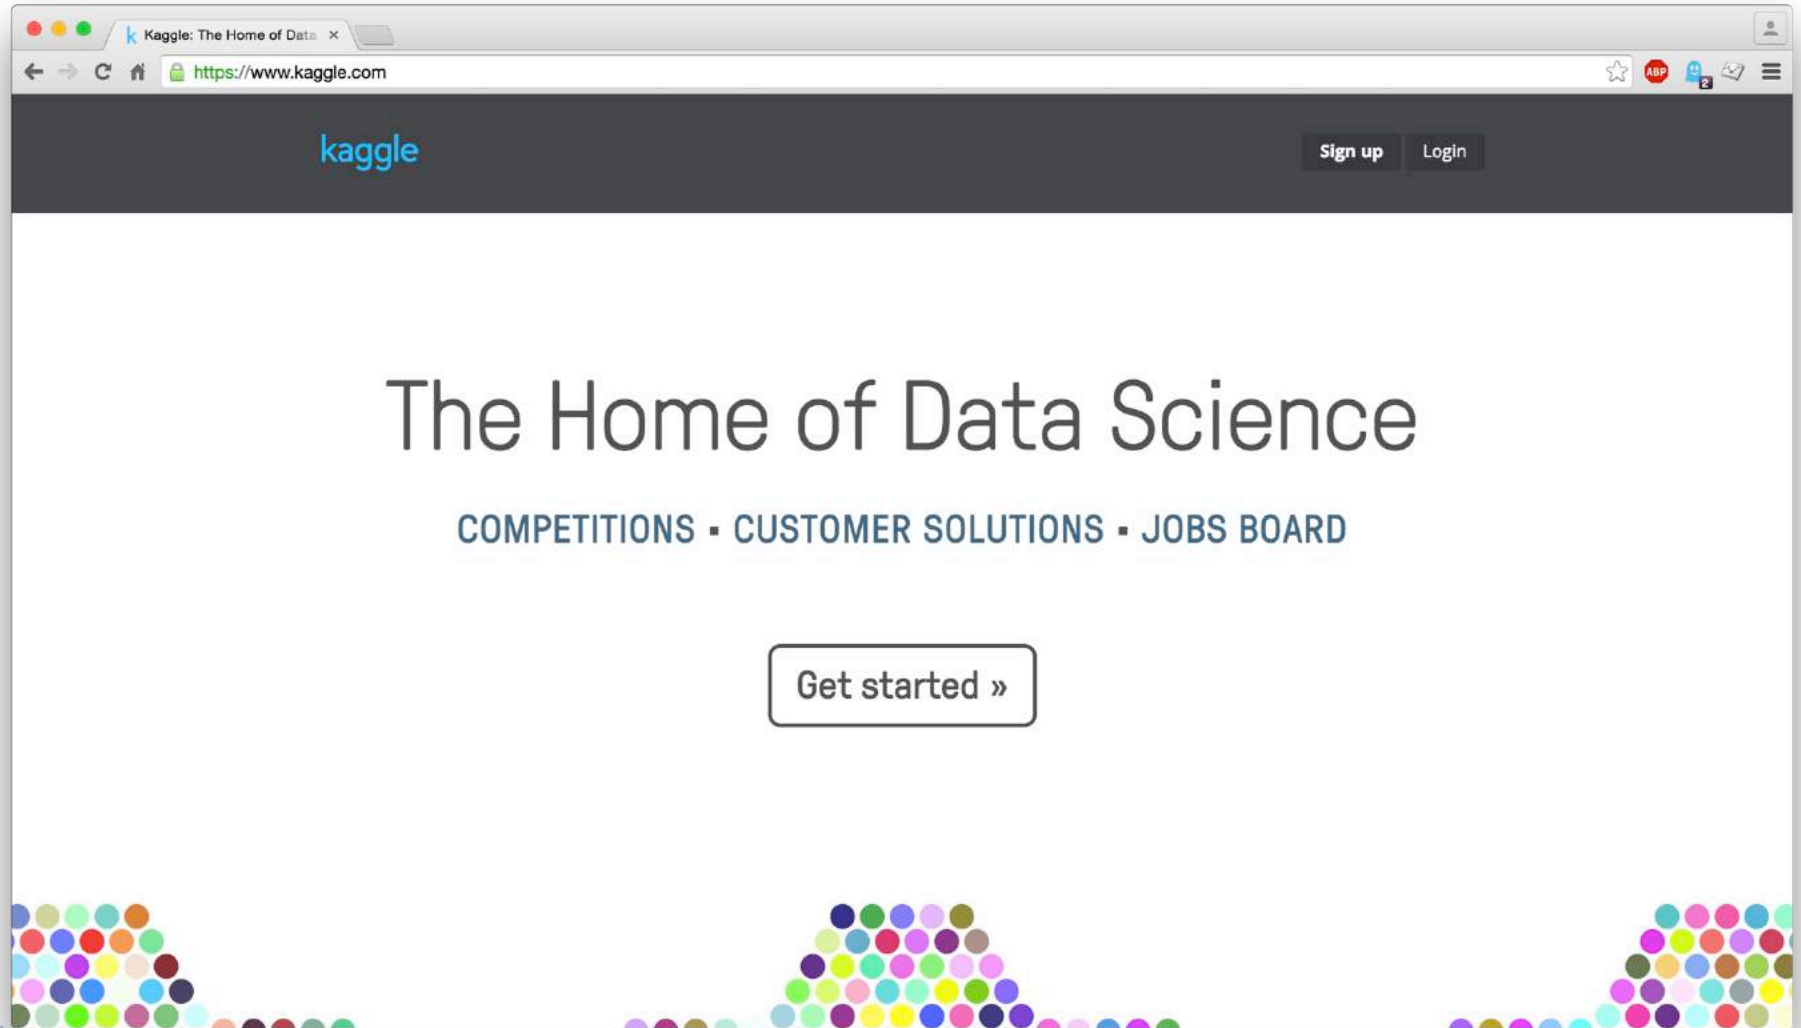 k Kaggle: The Home of Data
https://www.kaggle.com
ABP
2
kaggle
Sign up Login
The Home of Data Science
COMPETITIONS ▪ CUSTOMER SOLUTIONS ▪ JOBS BOARD
Get started »